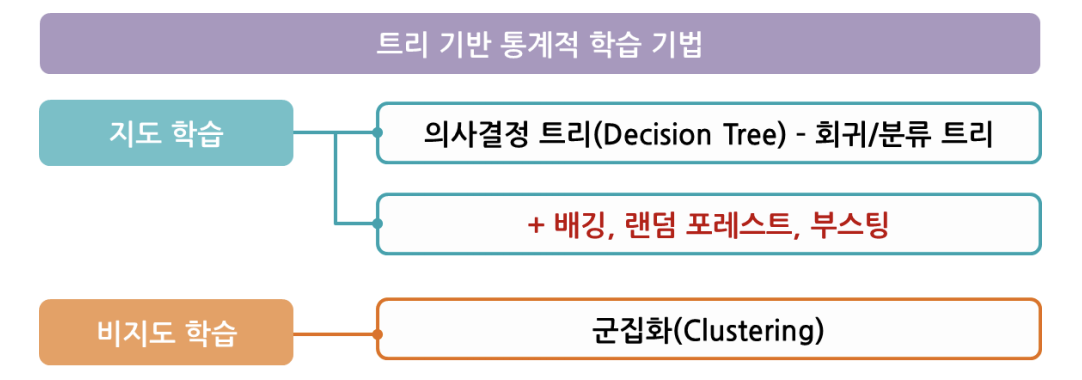 트리 기반 통계적 학습 기법
지도 학습
의사결정 트리(Decision Tree) - 회귀/분류 트리
+ 배깅, 랜덤 포레스트, 부스팅
비지도 학습
군집화(Clustering)